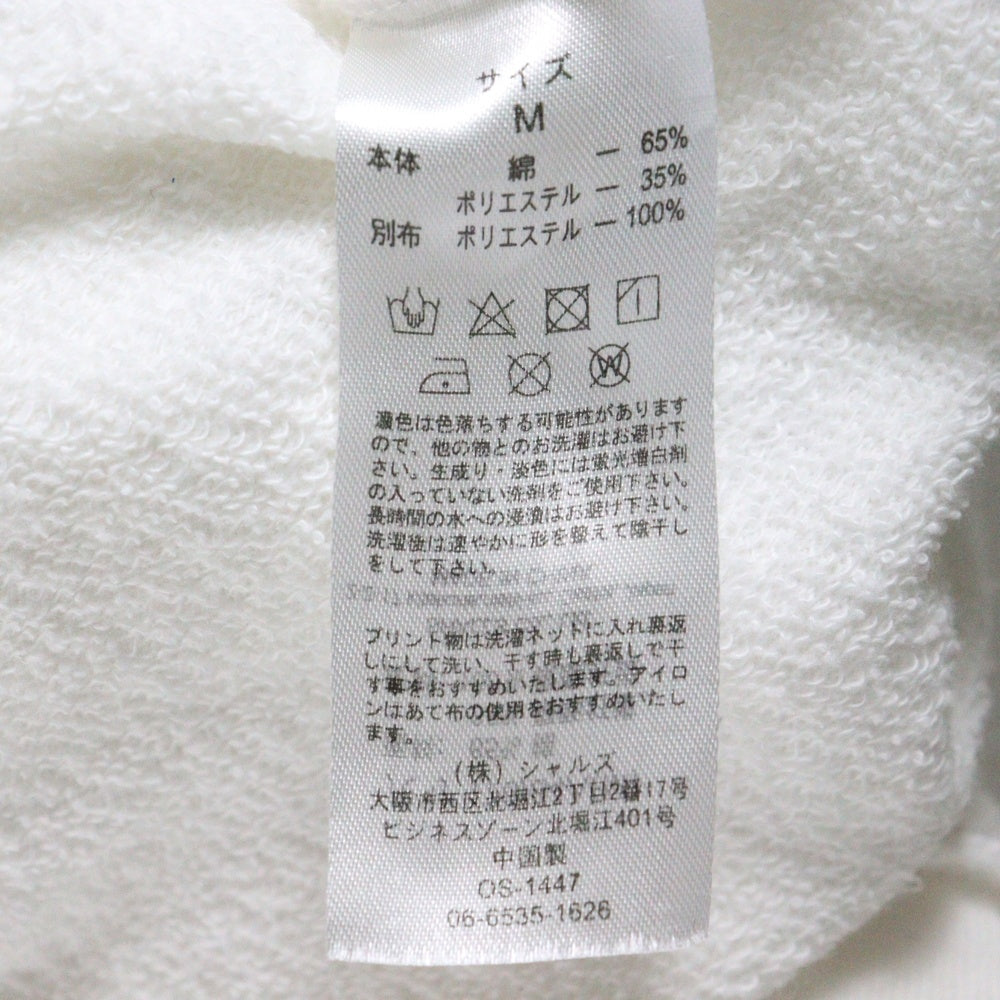 サイズ
M
本体 綿 ー 65%
ポリエステル ー 35%
別布 ポリエステル ー 100%
濃色は色落ちする可能性があります
ので、他の物とのお洗濯はお避け下
さい。生成り・淡色には蛍光増白剤
の入っていない洗剤をご使用下さい。
長時間の水への浸漬はお避け下さい。
洗濯後は速やかに形を整えて陰干し
をして下さい。
プリント物は洗濯ネットに入れ裏返
しにして洗い、干す時も裏返しで干
す事をおすすめいたします。アイロ
ンはあて布の使用をおすすめいたし
ます。
(株)シャルズ
大阪市西区北堀江2丁目2番17号
ビジネスゾーン北堀江401号
中国製
OS-1447
06-6535-1626